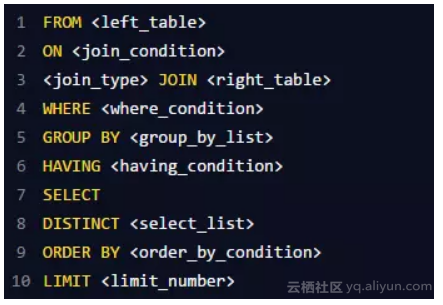 1 FROM <left_table>
2 ON <join_condition>
3 <join_type> JOIN <right_table>
4 WHERE <where_condition>
5 GROUP BY <group_by_list>
6 HAVING <having_condition>
7 SELECT
8 DISTINCT <select_list>
9 ORDER BY <order_by_condition>
10 LIMIT <limit_number>
云栖社区 yq.aliyun.com